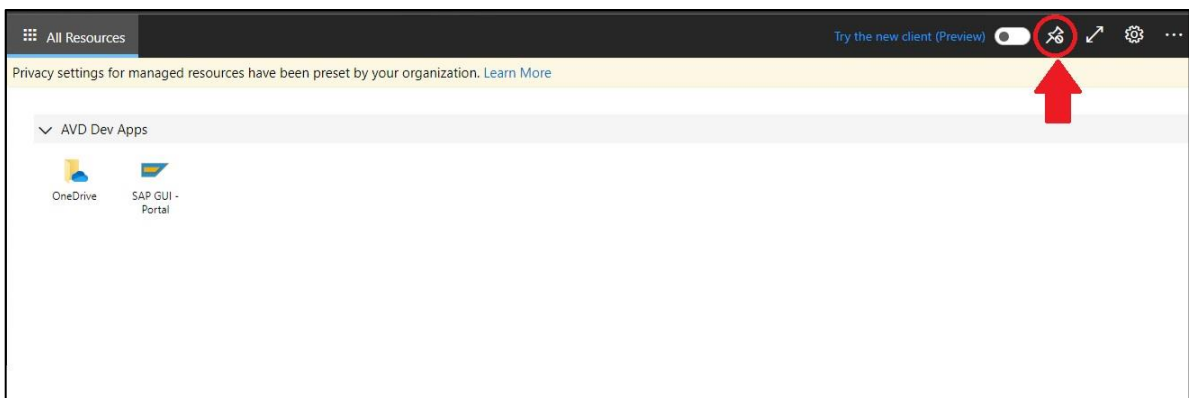 All Resources
Try the new client (Preview)
Privacy settings for managed resources have been preset by your organization. Learn More
AVD Dev Apps
OneDrive
SAP GUI -
Portal